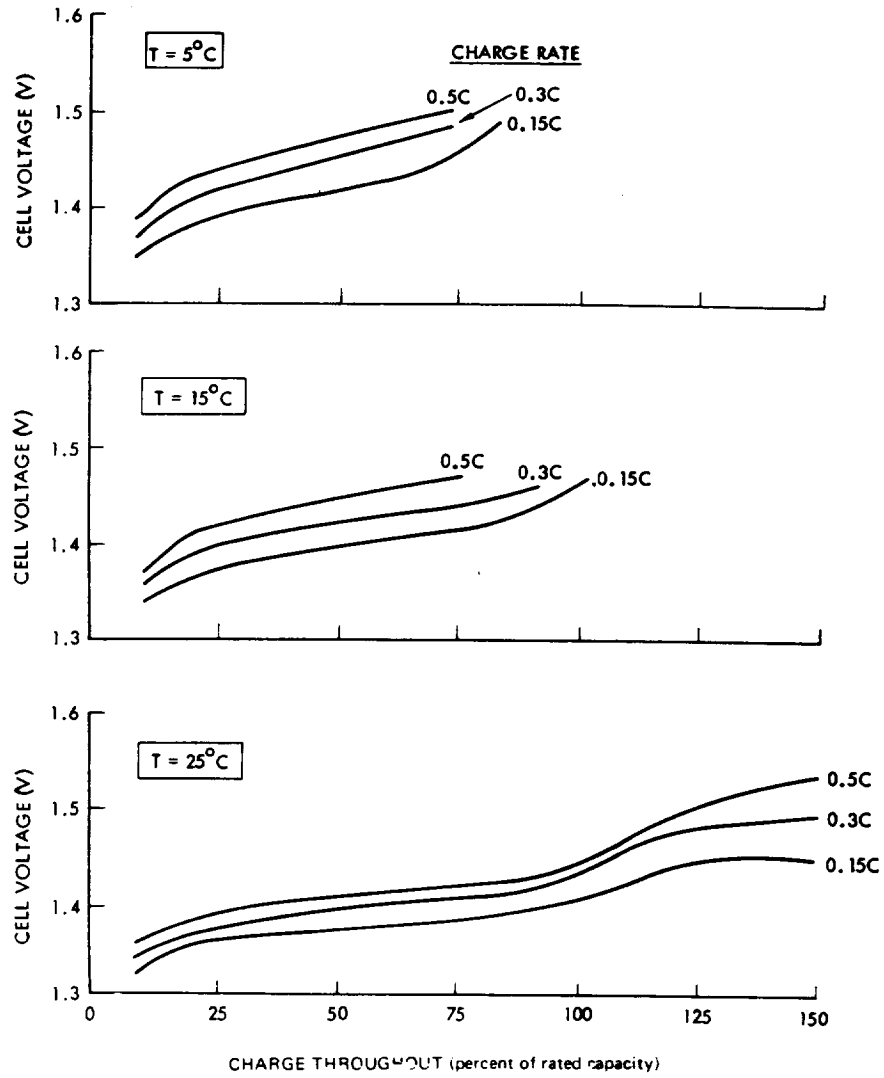 1.6
T = 5°C
CHARGE RATE
0.5C
0.3C
1.5
0.15C
CELL VOLTAGE (V)
1.4
1.3
1.6
T = 15°C
1.5
0.5C
0.3C
.0.15C
CELL VOLTAGE (V)
1.4
1.3
1.6
T = 25°C
0.5C
1.5
0.3C
0.15C
CELL VOLTAGE (V)
1.4
1.3
0 25 50 75 100 125 150
CHARGE THROUGHOUT (percent of rated capacity)